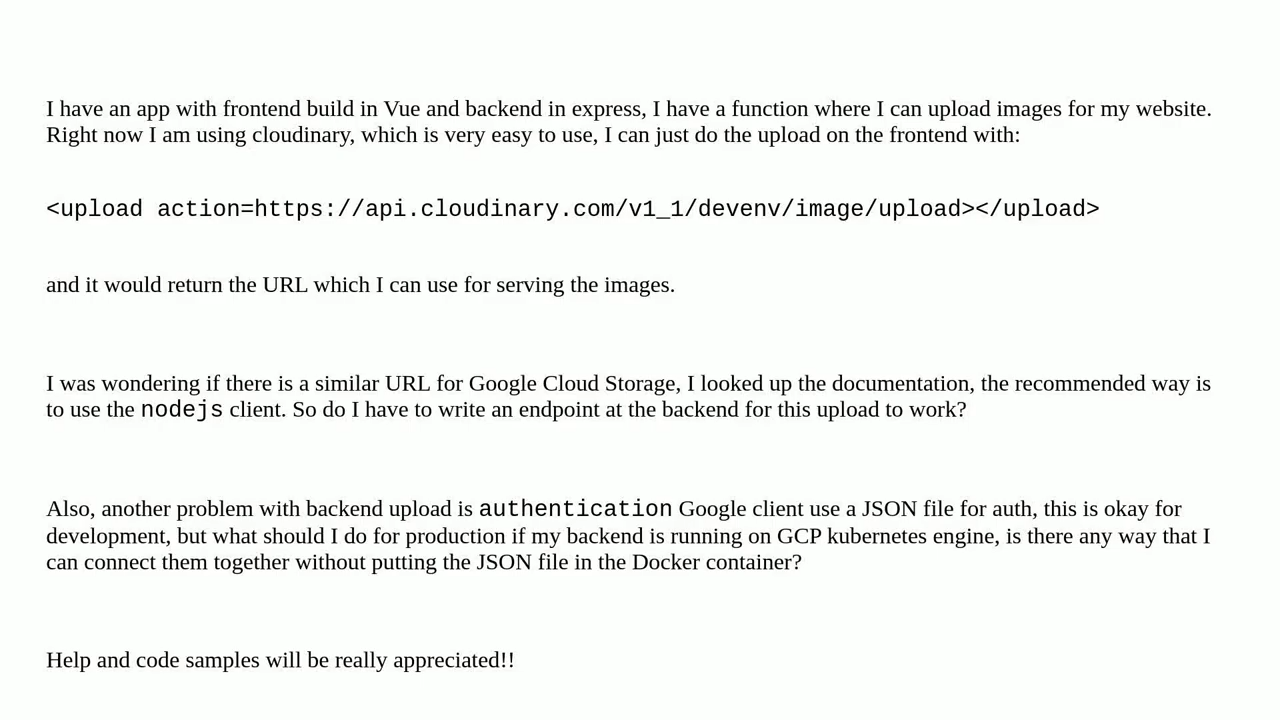 I have an app with frontend build in Vue and backend in express, I have a function where I can upload images for my website.
Right now I am using cloudinary, which is very easy to use, I can just do the upload on the frontend with:
<upload action=https://api.cloudinary.com/v1_1/devenv/image/upload></upload>
and it would return the URL which I can use for serving the images.
I was wondering if there is a similar URL for Google Cloud Storage, I looked up the documentation, the recommended way is
to use the nodejs client. So do I have to write an endpoint at the backend for this upload to work?
Also, another problem with backend upload is authentication Google client use a JSON file for auth, this is okay for
development, but what should I do for production if my backend is running on GCP kubernetes engine, is there any way that I
can connect them together without putting the JSON file in the Docker container?
Help and code samples will be really appreciated!!